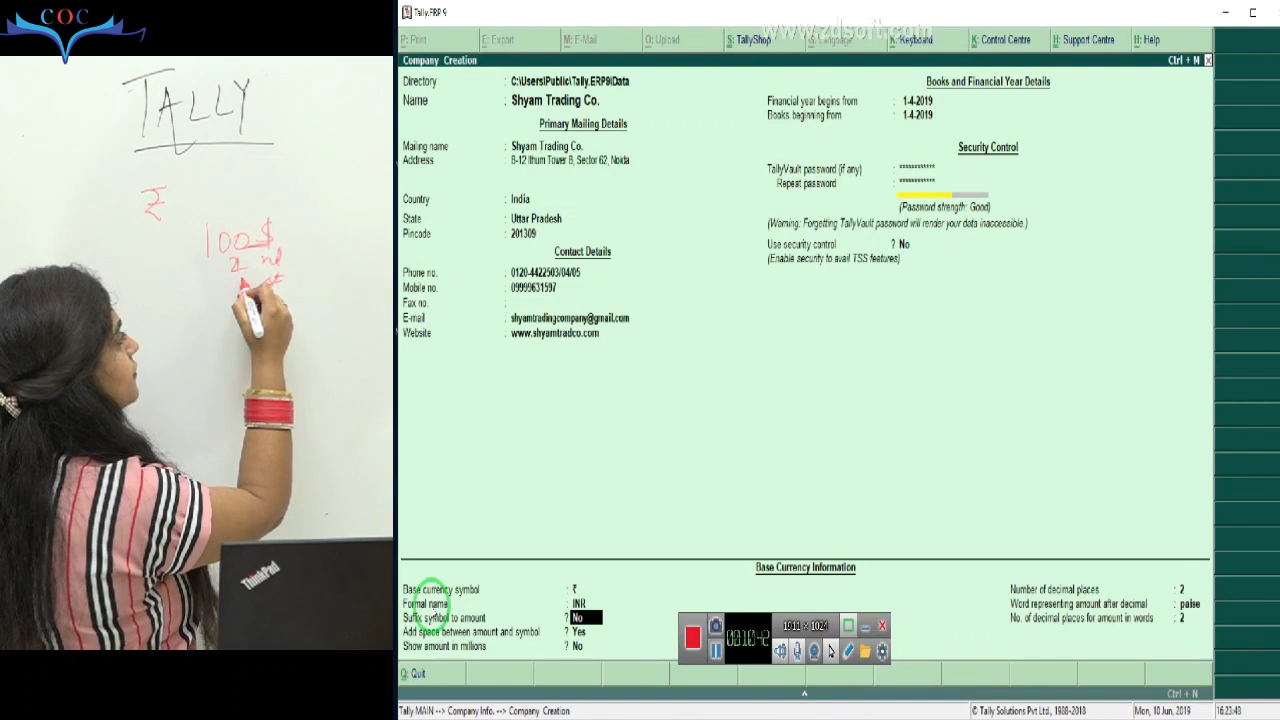 COC
TALLY
₹
100$
Tally.ERP 9
www.zdsoft.com
P: Print
E: Export
M: E-Mail
O: Upload
S: TallyShop
G: Language
K: Keyboard
K: Control Centre
H: Support Centre
H: Help
Company Creation
Ctrl + M
Directory : C:\Users\Public\Tally.ERP9\Data
Name : Shyam Trading Co.
Primary Mailing Details
Mailing name : Shyam Trading Co.
Address : B-12 Ithum Tower B, Sector 62, Noida
Country : India
State : Uttar Pradesh
Pincode : 201309
Contact Details
Phone no. : 0120-4422503/04/05
Mobile no. : 09999631597
Fax no. :
E-mail : shyamtradingcompany@gmail.com
Website : www.shyamtradco.com
Books and Financial Year Details
Financial year begins from : 1-4-2019
Books beginning from : 1-4-2019
Security Control
TallyVault password (if any) : ************
Repeat password : ************
(Password strength: Good)
(Warning: Forgetting TallyVault password will render your data inaccessible.)
Use security control ? No
(Enable security to avail TSS features)
ThinkPad
Base Currency Information
Base currency symbol : ₹
Formal name : INR
Suffix symbol to amount ? No
Add space between amount and symbol ? Yes
Show amount in millions ? No
Number of decimal places : 2
Word representing amount after decimal : paise
No. of decimal places for amount in words : 2
1911 × 1024
00:10:42
Q: Quit
Ctrl + N
Tally MAIN --> Company Info. --> Company Creation
© Tally Solutions Pvt Ltd., 1988-2018
Mon, 10 Jun, 2019
16:23:48